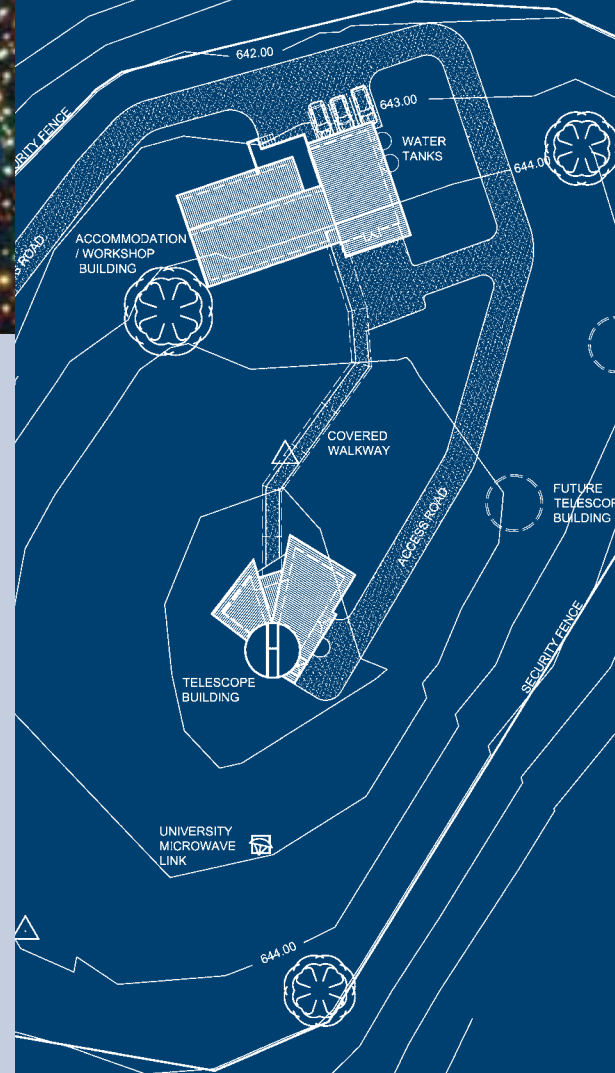 642.00
643.00
WATER
TANKS
644.00
ACCOMMODATION
/ WORKSHOP
BUILDING
COVERED
WALKWAY
FUTURE
BUILDING
ACCESS ROAD
SECURITY FENCE
TELESCOPE
BUILDING
UNIVERSITY
MICROWAVE
LINK
644.00
ROAD
FENCE